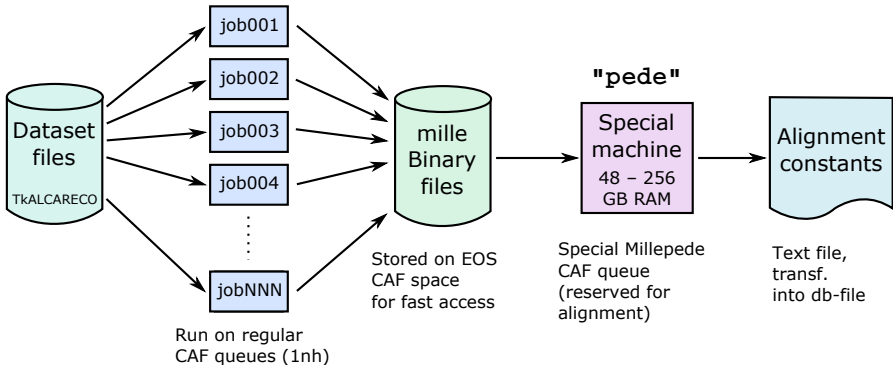 Dataset
files
TkALCARECO
job001
job002
job003
job004
jobNNN
Run on regular
CAF queues (1nh)
mille
Binary
files
Stored on EOS
CAF space
for fast access
"pede"
Special
machine
48 – 256
GB RAM
Special Millepede
CAF queue
(reserved for
alignment)
Alignment
constants
Text file,
transf.
into db-file